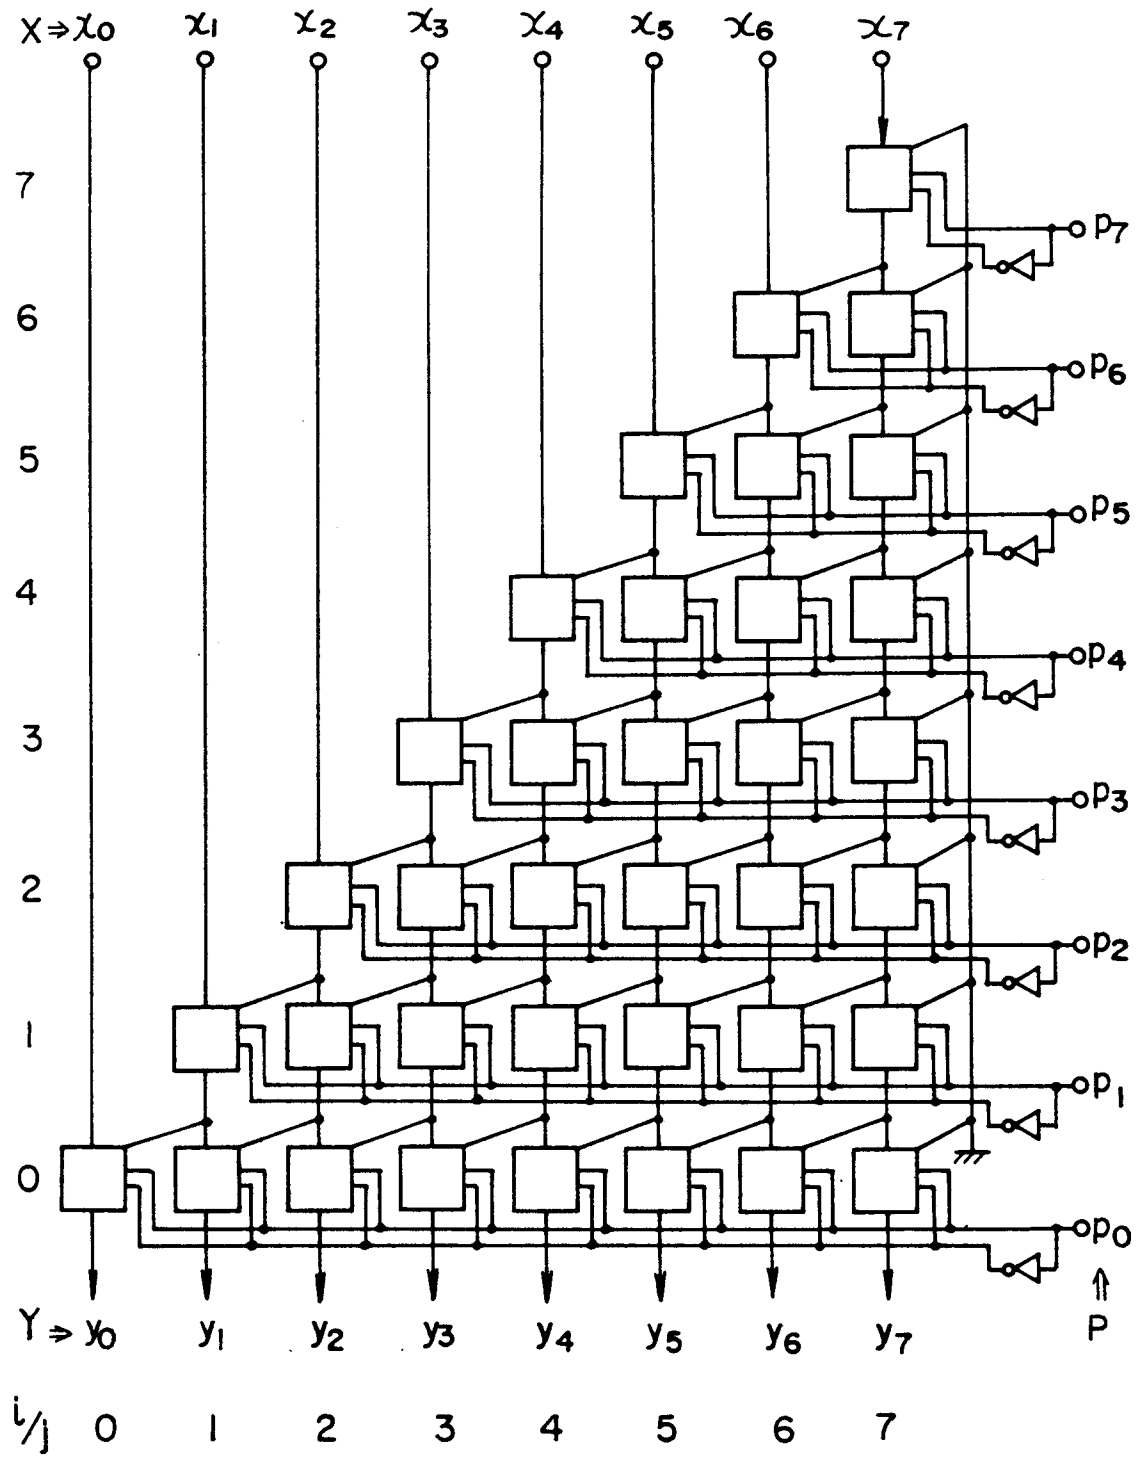 X⇒x₀ x₁ x₂ x₃ x₄ x₅ x₆ x₇
7
p₇
6
p₆
5
p₅
4
p₄
3
p₃
2
p₂
1
p₁
0
p₀
Y⇒y₀ y₁ y₂ y₃ y₄ y₅ y₆ y₇ P
i/j 0 1 2 3 4 5 6 7